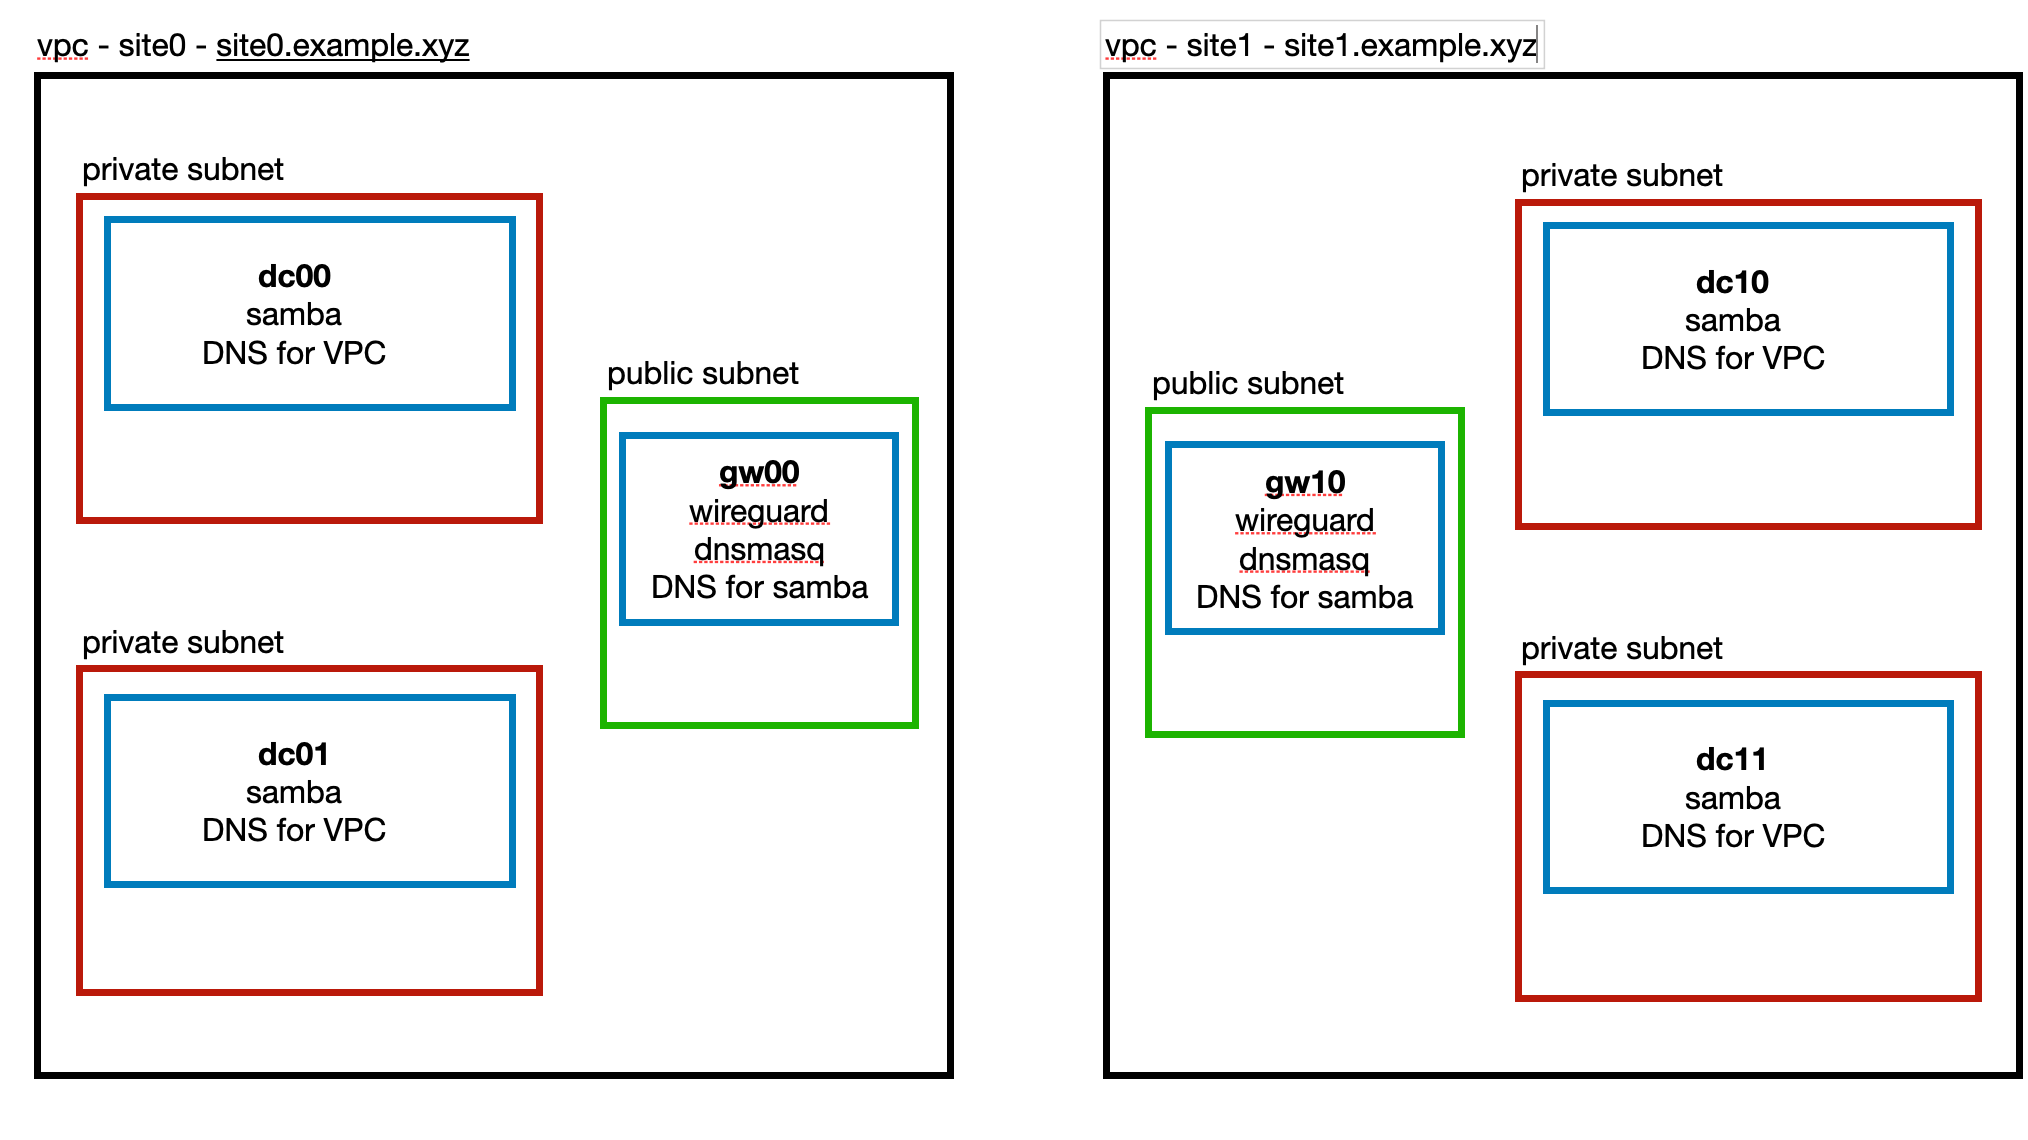 vpc - site0 - site0.example.xyz
private subnet
dc00
samba
DNS for VPC
public subnet
gw00
wireguard
dnsmasq
DNS for samba
private subnet
dc01
samba
DNS for VPC
vpc - site1 - site1.example.xyz
private subnet
dc10
samba
DNS for VPC
public subnet
gw10
wireguard
dnsmasq
DNS for samba
private subnet
dc11
samba
DNS for VPC